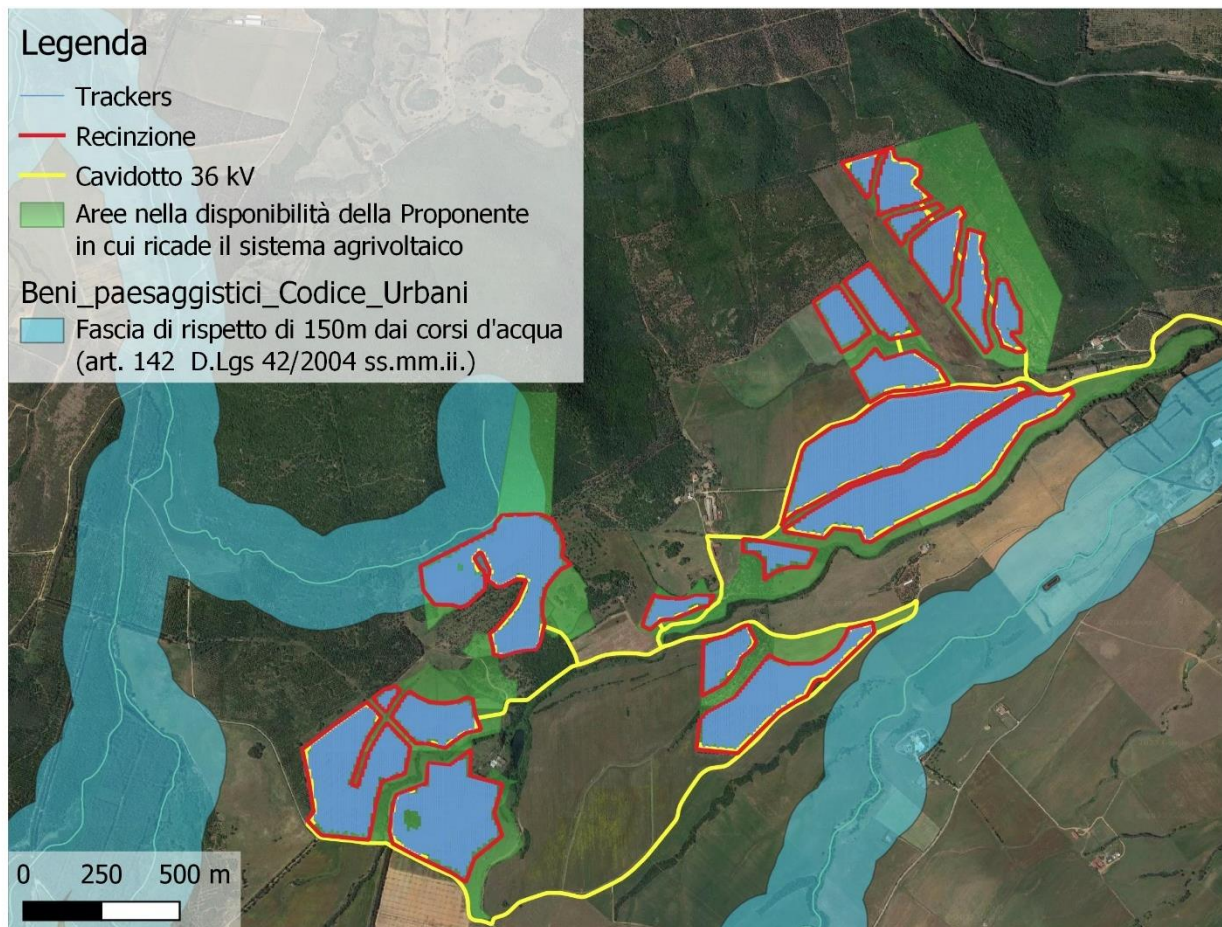 Legenda
Trackers
Recinzione
Cavidotto 36 kV
Aree nella disponibilità della Proponente
in cui ricade il sistema agrivoltaico
Beni_paesaggistici_Codice_Urbani
Fascia di rispetto di 150m dai corsi d'acqua
(art. 142 D.Lgs 42/2004 ss.mm.ii.)
0 250 500 m